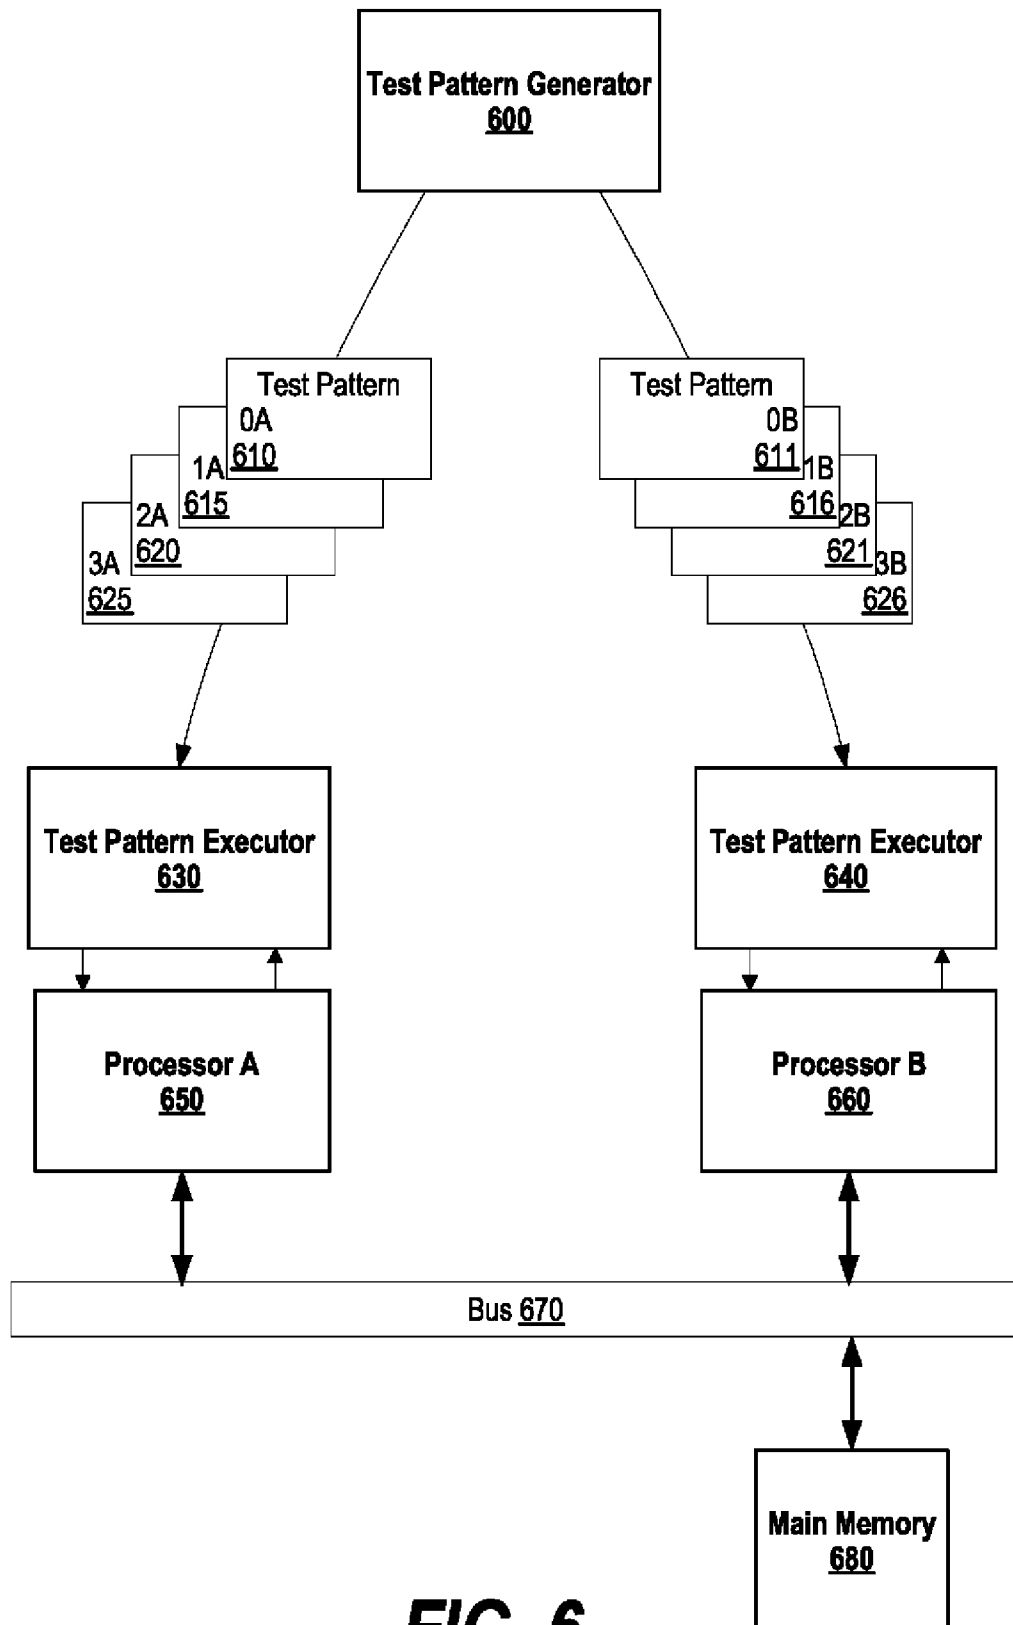 Test Pattern Generator
600
Test Pattern
0A
610
1A
615
2A
620
3A
625
Test Pattern
0B
611
1B
616
2B
621
3B
626
Test Pattern Executor
630
Test Pattern Executor
640
Processor A
650
Processor B
660
Bus 670
Main Memory
680
FIG. 6